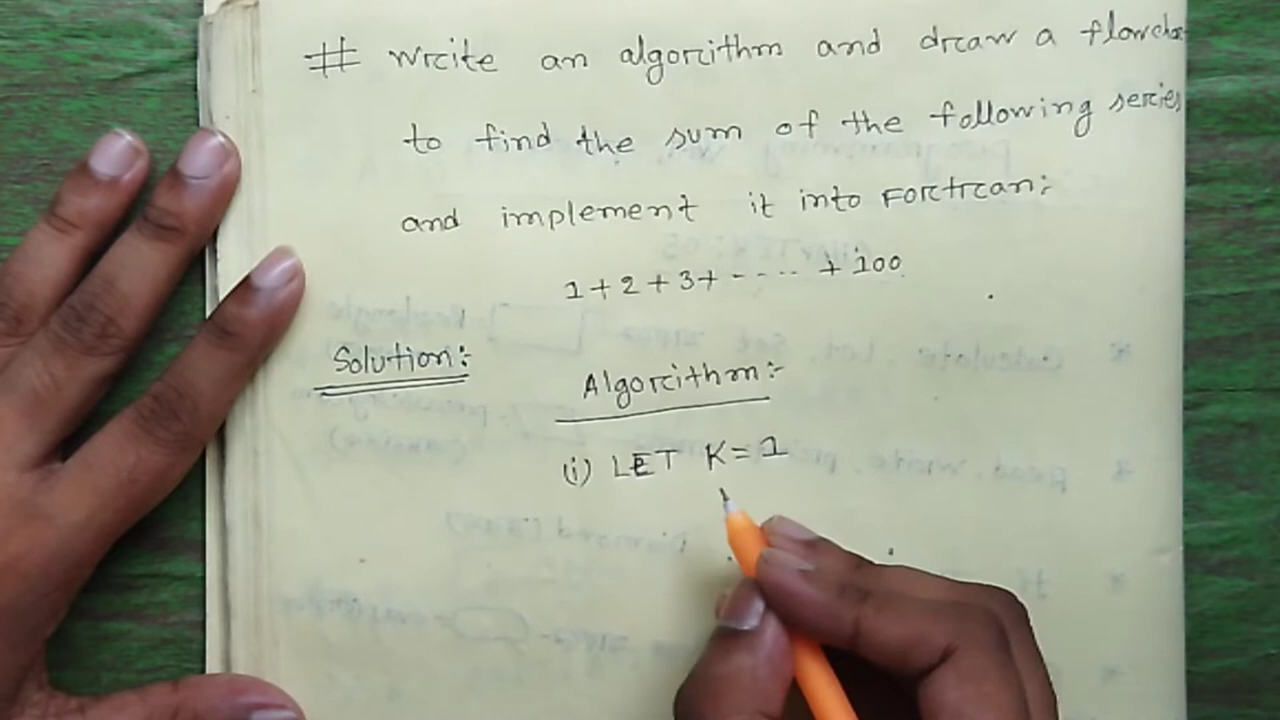 # Write an algorithm and draw a
to find the sum of the following series
and implement it into Fortran:
1 + 2 + 3 + - - - - + 100
Solution:
Algorithm:-
(i) LET K = 1